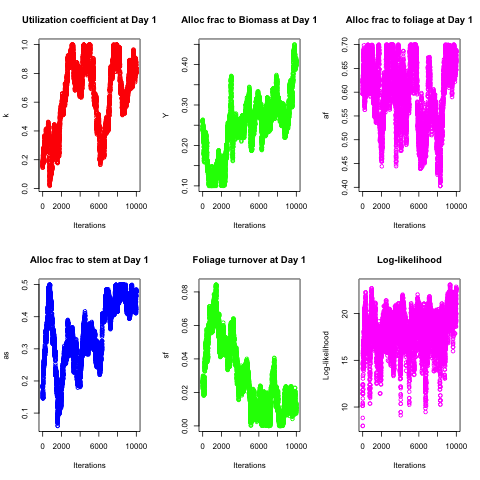 Utilization coefficient at Day 1
k
0.0 0.2 0.4 0.6 0.8 1.0
0 2000 6000 10000
Iterations
Alloc frac to Biomass at Day 1
Y
0.10 0.20 0.30 0.40
0 2000 6000 10000
Iterations
Alloc frac to foliage at Day 1
af
0.40 0.45 0.50 0.55 0.60 0.65 0.70
0 2000 6000 10000
Iterations
Alloc frac to stem at Day 1
as
0.1 0.2 0.3 0.4 0.5
0 2000 6000 10000
Iterations
Foliage turnover at Day 1
sf
0.00 0.02 0.04 0.06 0.08
0 2000 6000 10000
Iterations
Log-likelihood
Log-likelihood
10 15 20
0 2000 6000 10000
Iterations